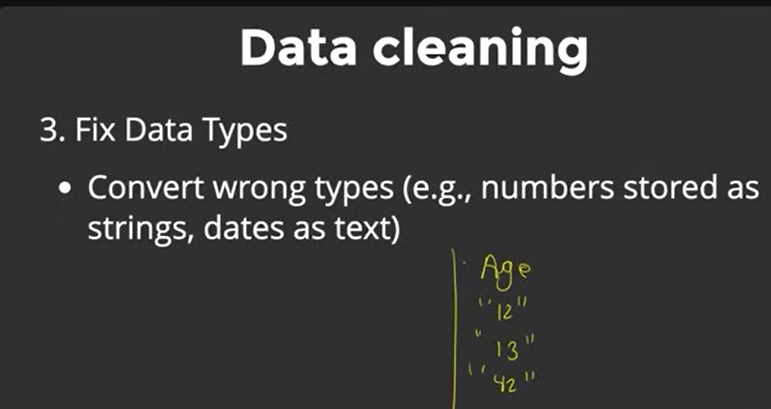 Data cleaning
3. Fix Data Types
• Convert wrong types (e.g., numbers stored as
strings, dates as text)
Age
"12"
"13"
"42"